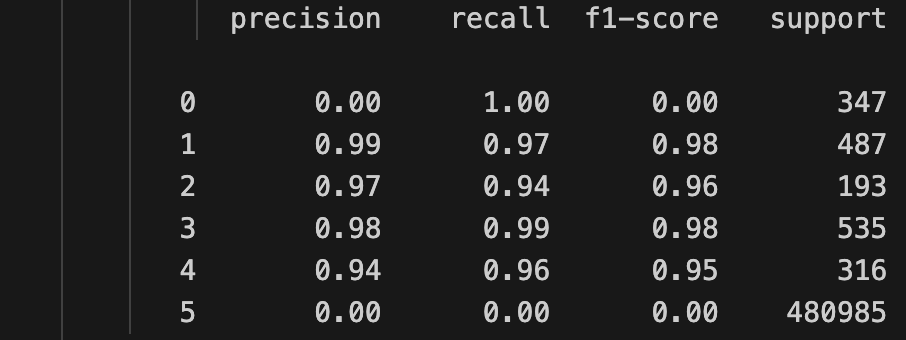 precision recall f1-score support
0 0.00 1.00 0.00 347
1 0.99 0.97 0.98 487
2 0.97 0.94 0.96 193
3 0.98 0.99 0.98 535
4 0.94 0.96 0.95 316
5 0.00 0.00 0.00 480985